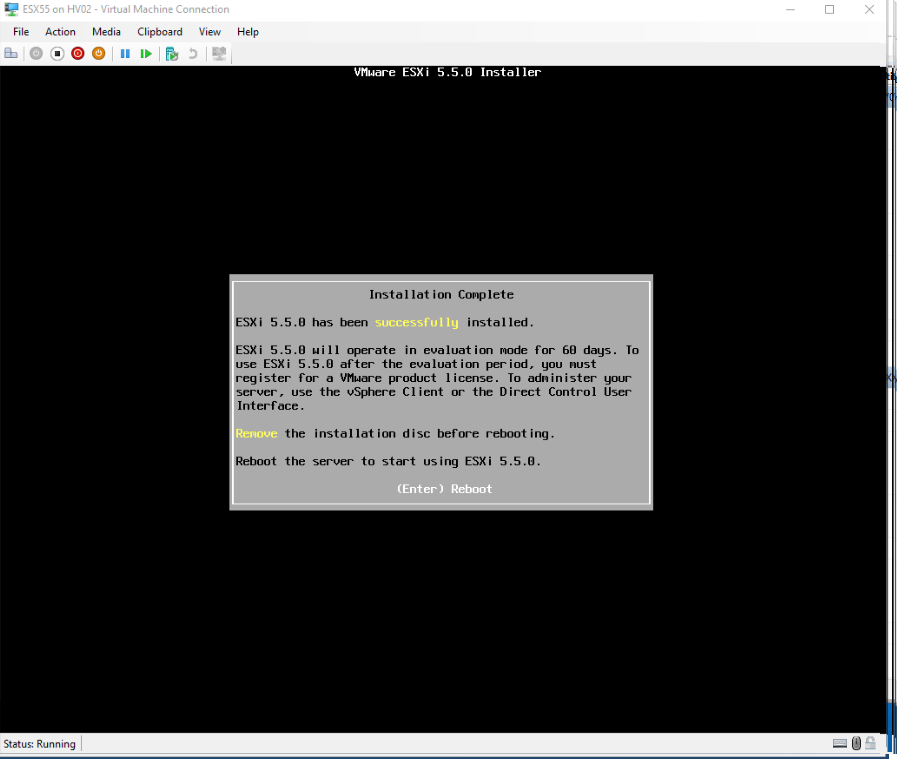 ESX55 on HV02 - Virtual Machine Connection
File Action Media Clipboard View Help
VMware ESXi 5.5.0 Installer
Installation Complete
ESXi 5.5.0 has been successfully installed.
ESXi 5.5.0 will operate in evaluation mode for 60 days. To
use ESXi 5.5.0 after the evaluation period, you must
register for a VMware product license. To administer your
server, use the vSphere Client or the Direct Control User
Interface.
Remove the installation disc before rebooting.
Reboot the server to start using ESXi 5.5.0.
(Enter) Reboot
Status: Running